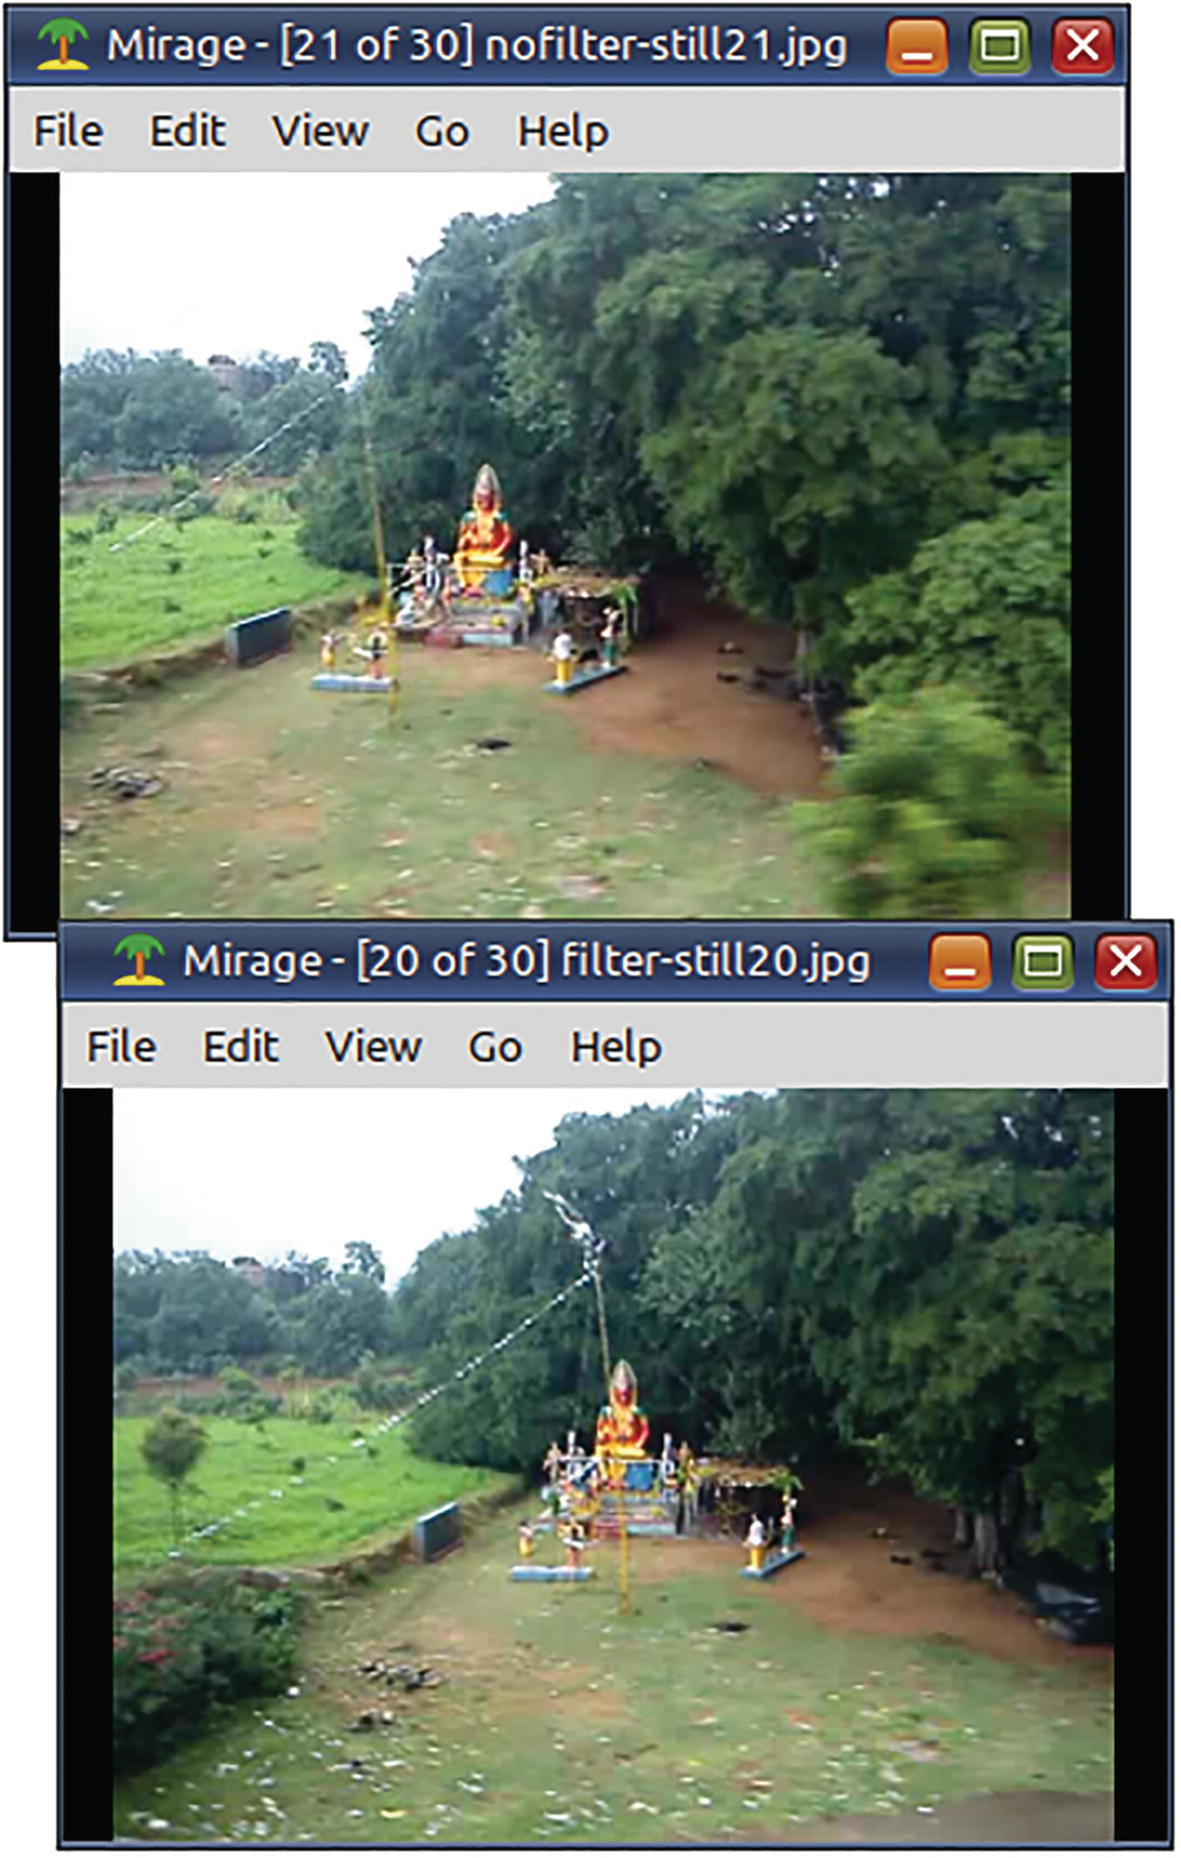 Mirage - [21 of 30] nofilter-still21.jpg
File Edit View Go Help
Mirage - [20 of 30] filter-still20.jpg
File Edit View Go Help